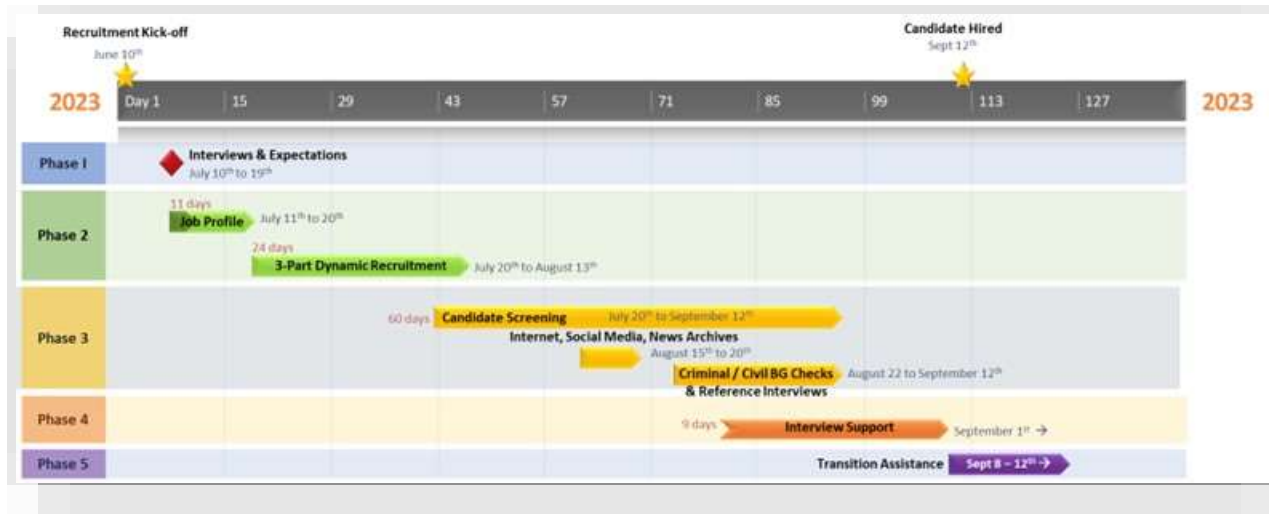 Recruitment Kick-off
June 10th
Candidate Hired
Sept 12th
2023
Day 1 15 29 43 57 71 85 99 113 127
2023
Phase I
Interviews & Expectations
July 10th to 19th
Phase 2
11 days
Job Profile
July 11th to 20th
24 days
3-Part Dynamic Recruitment
July 20th to August 13th
Phase 3
60 days
Candidate Screening
July 20th to September 12th
Internet, Social Media, News Archives
August 15th to 20th
Criminal / Civil BG Checks
August 22 to September 12th
& Reference Interviews
Phase 4
9 days
Interview Support
September 1st →
Phase 5
Transition Assistance
Sept 8 – 12th →